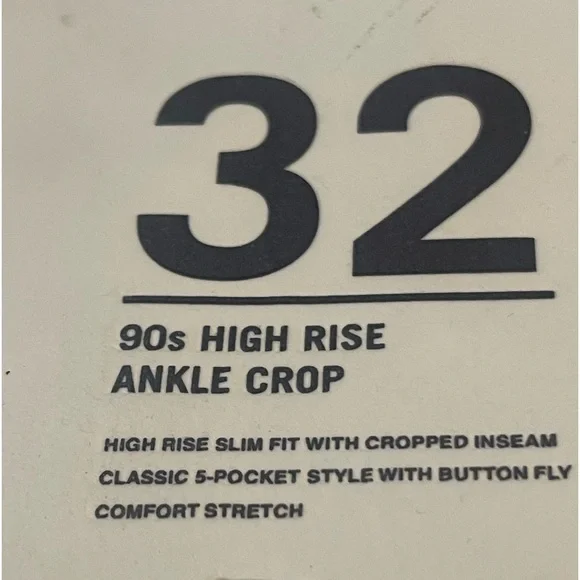 32
90s HIGH RISE
ANKLE CROP
HIGH RISE SLIM FIT WITH CROPPED INSEAM
CLASSIC 5-POCKET STYLE WITH BUTTON FLY
COMFORT STRETCH